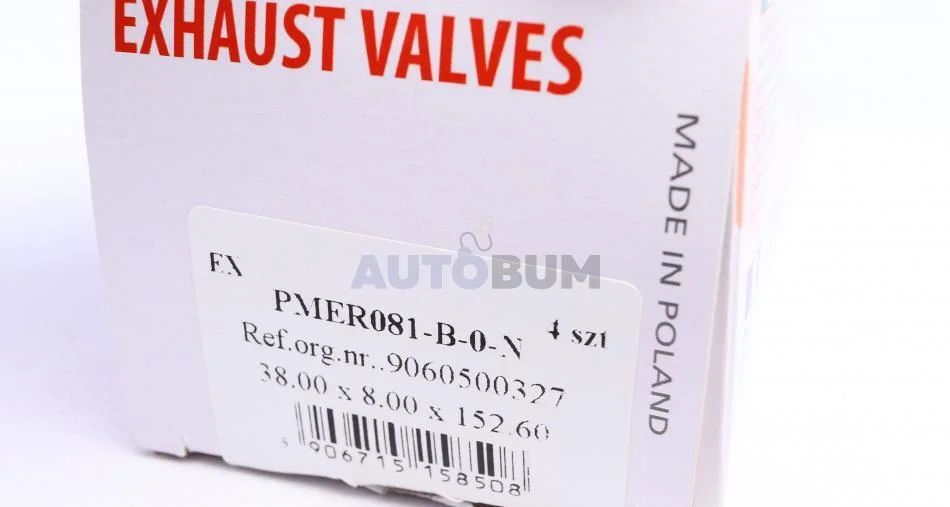 EXHAUST VALVES
MADE IN POLAND
AUTOBUM
EX
PMER081-B-0-N 4 szt
Ref.org.nr..9060500327
38.00 x 8.00 x 152.60
5 906715 158508